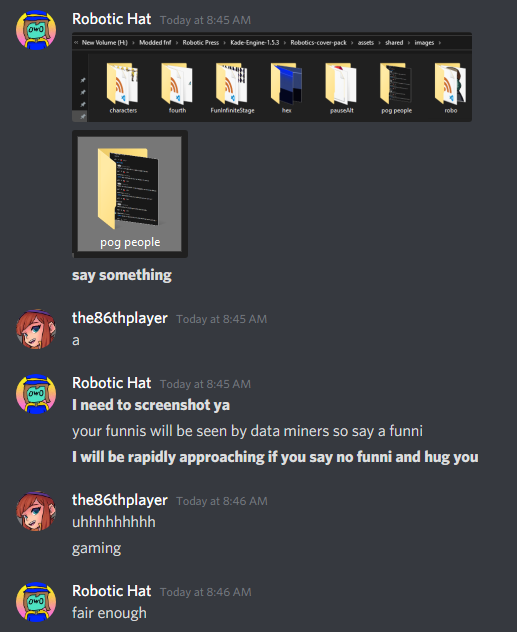 Robotic Hat Today at 8:45 AM
« New Volume (H:) › Modded fnf › Robotic Press › Kade-Engine-1.5.3 › Robotics-cover-pack › assets › shared › images ›
characters fourth FunInfiniteStage hex pauseAlt pog people robo
pog people
say something
the86thplayer Today at 8:45 AM
a
Robotic Hat Today at 8:45 AM
I need to screenshot ya
your funnis will be seen by data miners so say a funni
I will be rapidly approaching if you say no funni and hug you
the86thplayer Today at 8:46 AM
uhhhhhhhhh
gaming
Robotic Hat Today at 8:46 AM
fair enough